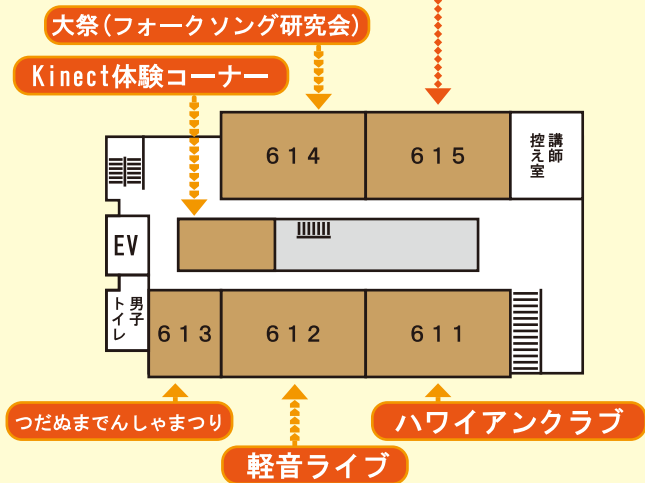 大祭(フォークソング研究会)
Kinect体験コーナー
614
615
講師
控え室
EV
男子
トイレ
613
612
611
つだぬまでんしゃまつり
ハワイアンクラブ
軽音ライブ